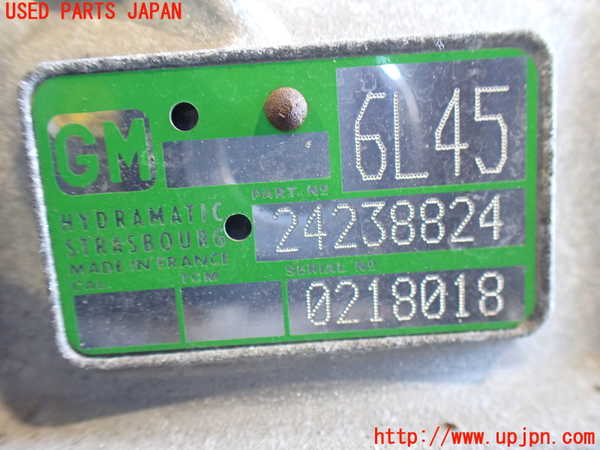 USED PARTS JAPAN
GM
6L45
PART. Nº
HYDRAMATIC
24238824
STRASBOURG
MADE IN FRANCE
SERIAL Nº
CAL.
0218018
http://www.upjpn.com/